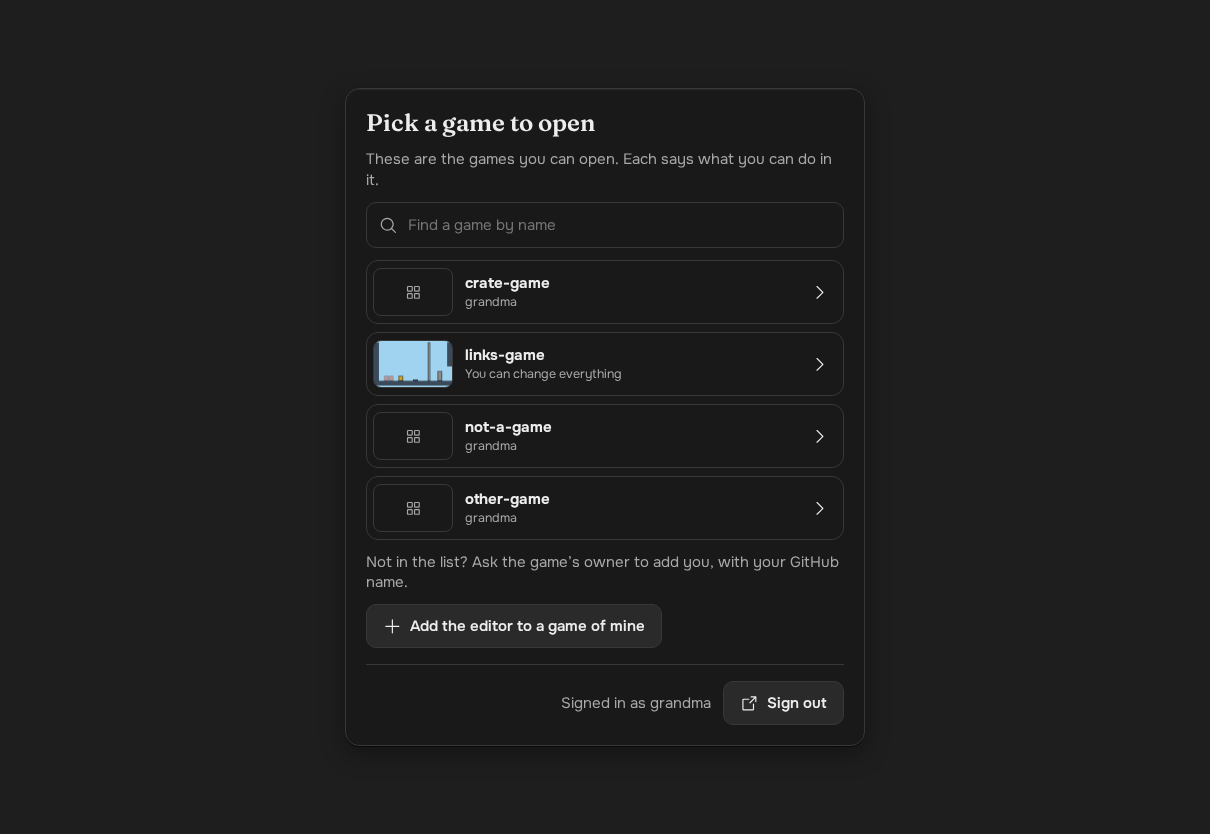 Pick a game to open
These are the games you can open. Each says what you can do in
it.
Find a game by name
crate-game
grandma
links-game
You can change everything
not-a-game
grandma
other-game
grandma
Not in the list? Ask the game's owner to add you, with your GitHub
name.
Add the editor to a game of mine
Signed in as grandma
Sign out